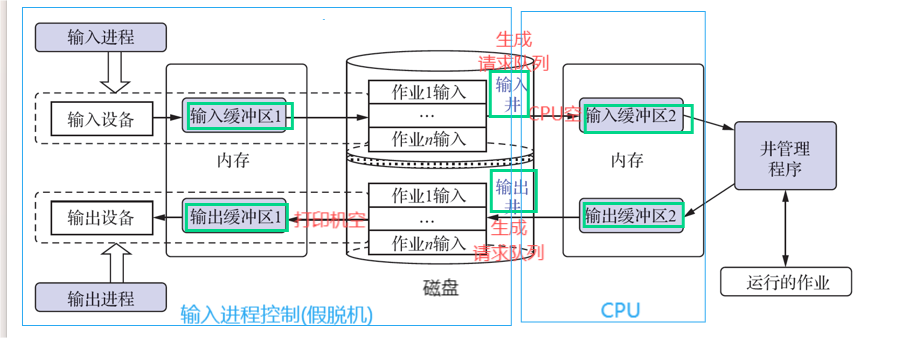 输入进程
生成
请求队列
作业1输入
输入
井
输入设备
输入缓冲区1
...
CPU空
输入缓冲区2
作业n输入
内存
内存
井管理
程序
作业1输入
输出
井
输出设备
输出缓冲区1
打印机空
...
输出缓冲区2
生成
作业n输入
请求队列
磁盘
运行的作业
输出进程
输入进程控制(假脱机)
CPU